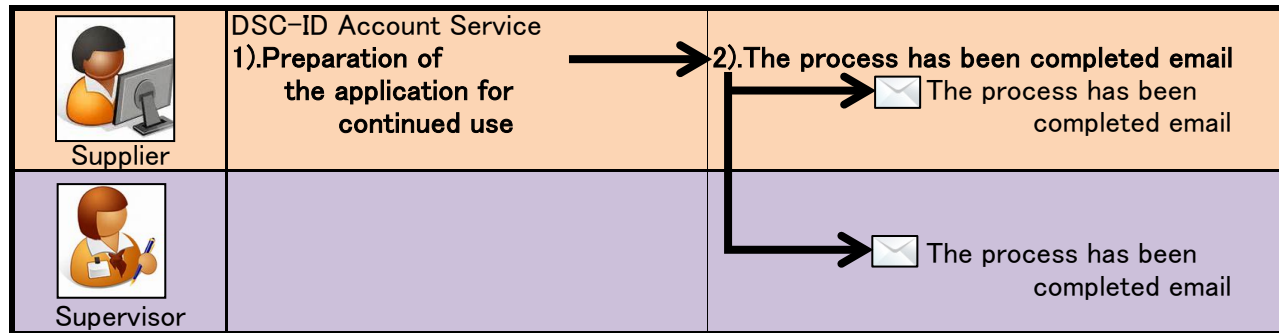 DSC-ID Account Service
1).Preparation of
the application for
continued use
2).The process has been completed email
The process has been
completed email
Supplier
The process has been
completed email
Supervisor